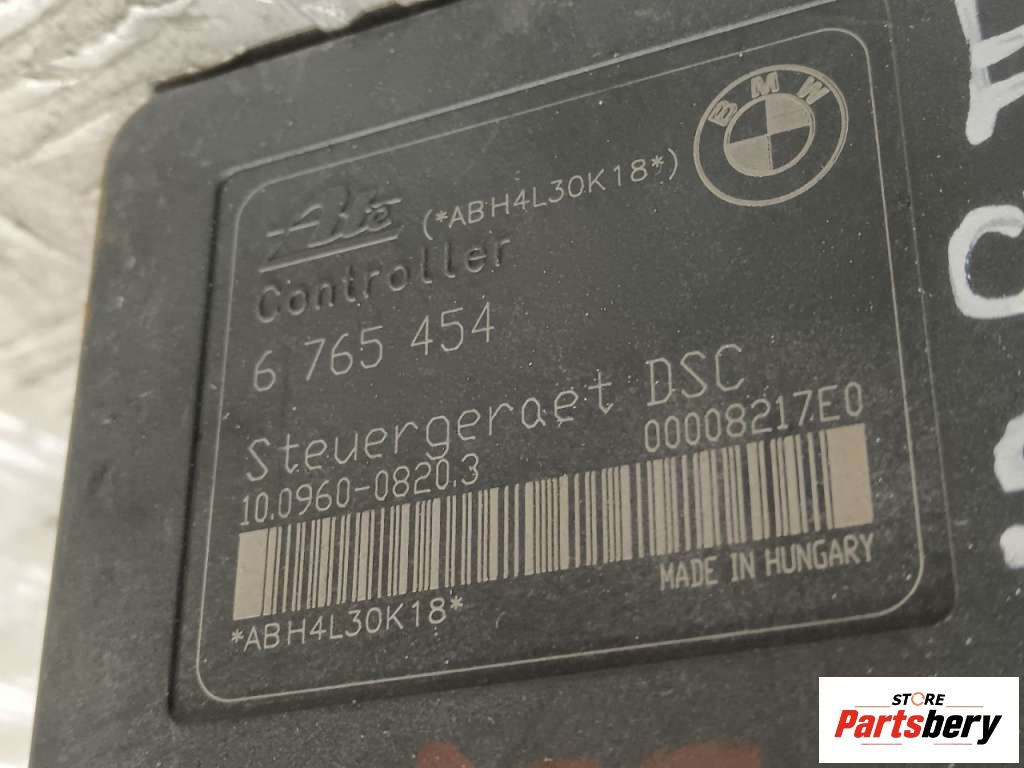 BMW
Ate (*ABH4L30K18*)
Controller
6 765 454
Steuergeraet DSC
10.0960-0820.3 00008217E0
MADE IN HUNGARY
*ABH4L30K18*
STORE
Partsbery